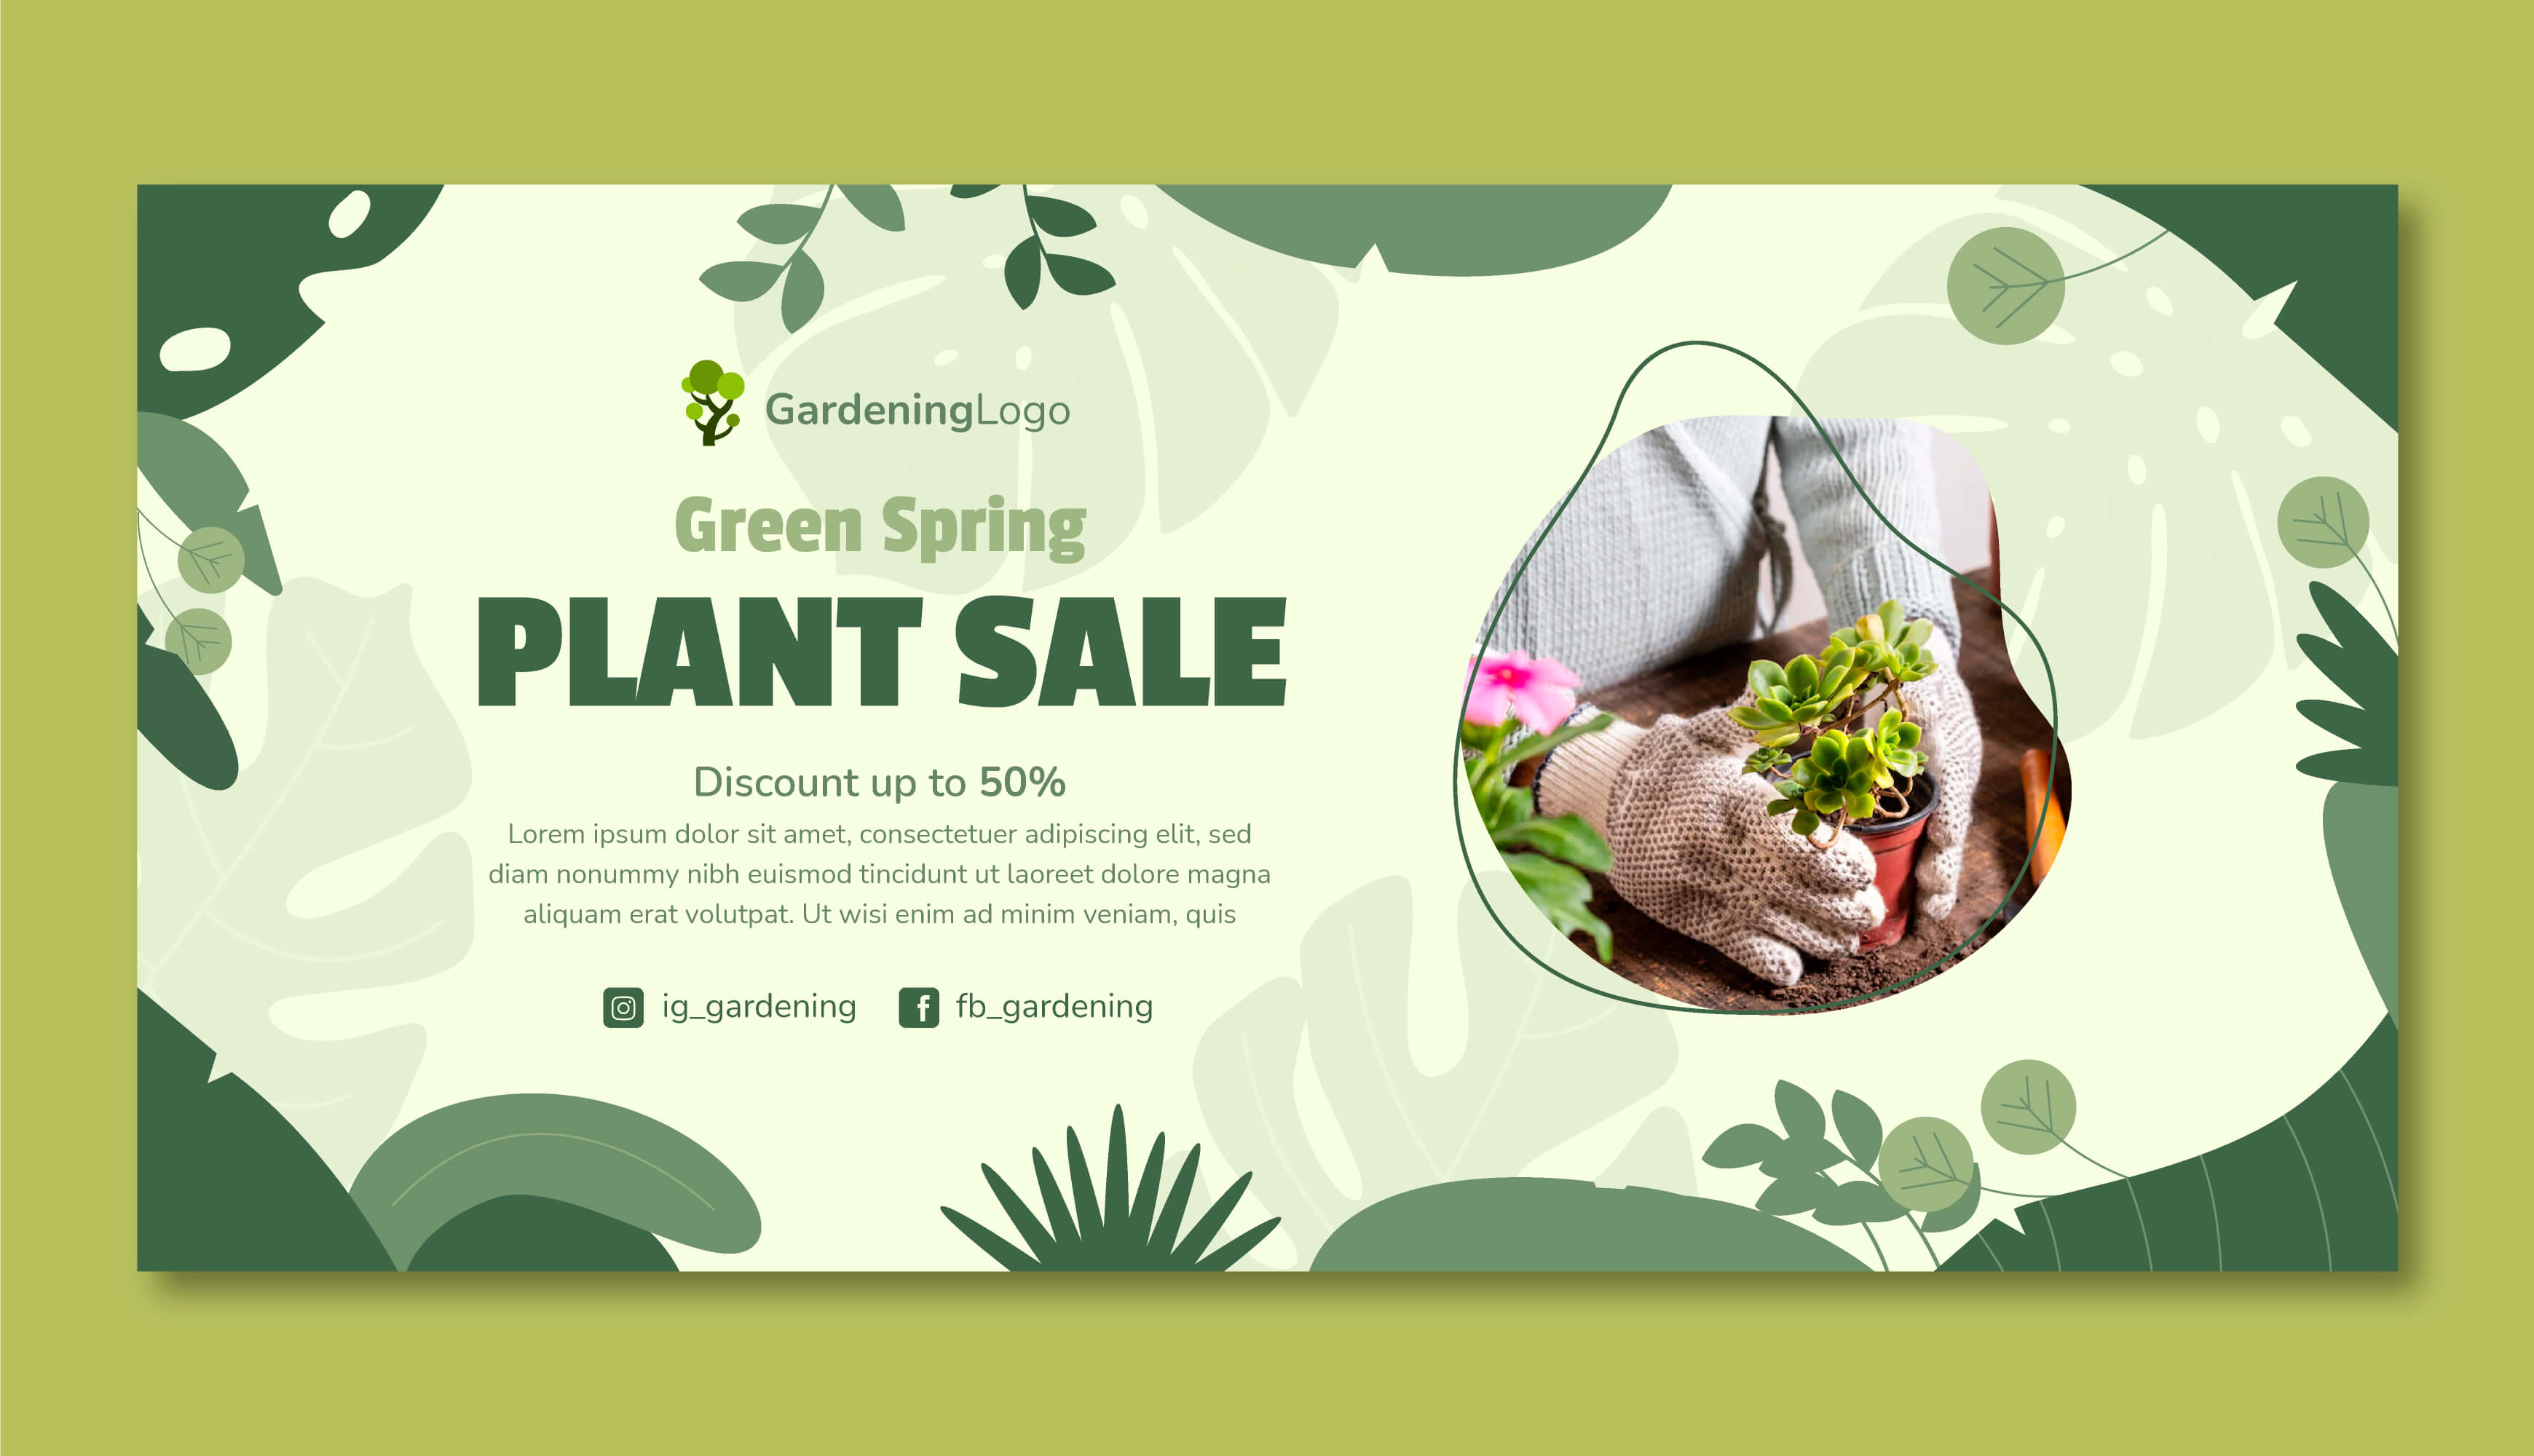 GardeningLogo
Green Spring
PLANT SALE
Discount up to 50%
Lorem ipsum dolor sit amet, consectetuer adipiscing elit, sed
diam nonummy nibh euismod tincidunt ut laoreet dolore magna
aliquam erat volutpat. Ut wisi enim ad minim veniam, quis
ig_gardening fb_gardening